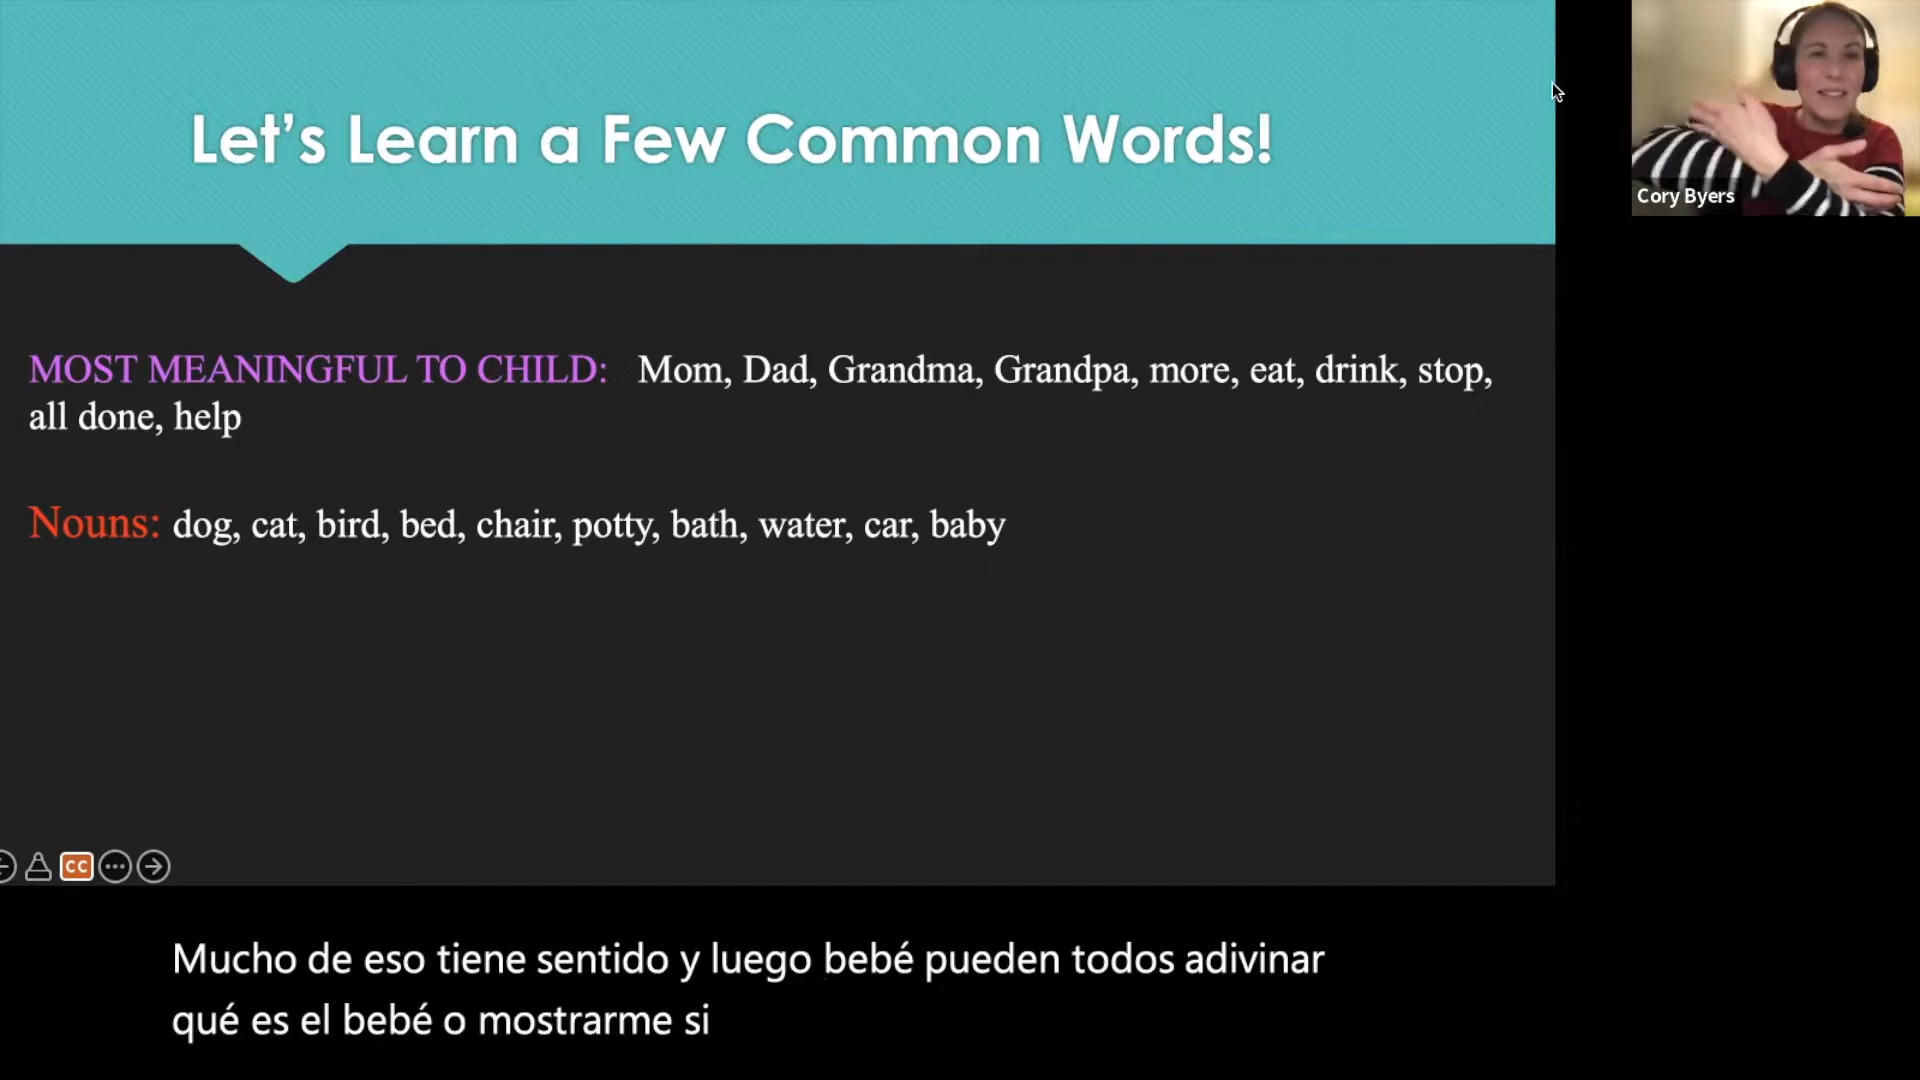 Let's Learn a Few Common Words!
Cory Byers
MOST MEANINGFUL TO CHILD: Mom, Dad, Grandma, Grandpa, more, eat, drink, stop,
all done, help
Nouns: dog, cat, bird, bed, chair, potty, bath, water, car, baby
CC
Mucho de eso tiene sentido y luego bebé pueden todos adivinar
qué es el bebé o mostrarme si